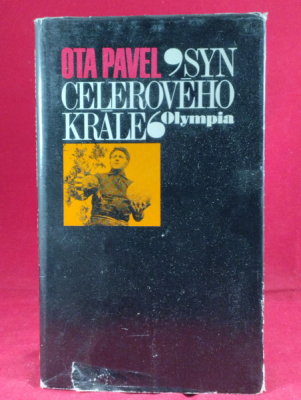 OTA PAVEL SYN
CELEROVÉHO
KRÁLE Olympia